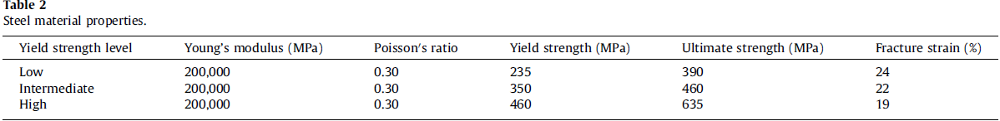 Table 2
Steel material properties.
Yield strength level Young's modulus (MPa) Poisson's ratio Yield strength (MPa) Ultimate strength (MPa) Fracture strain (%)
Low 200,000 0.30 235 390 24
Intermediate 200,000 0.30 350 460 22
High 200,000 0.30 460 635 19